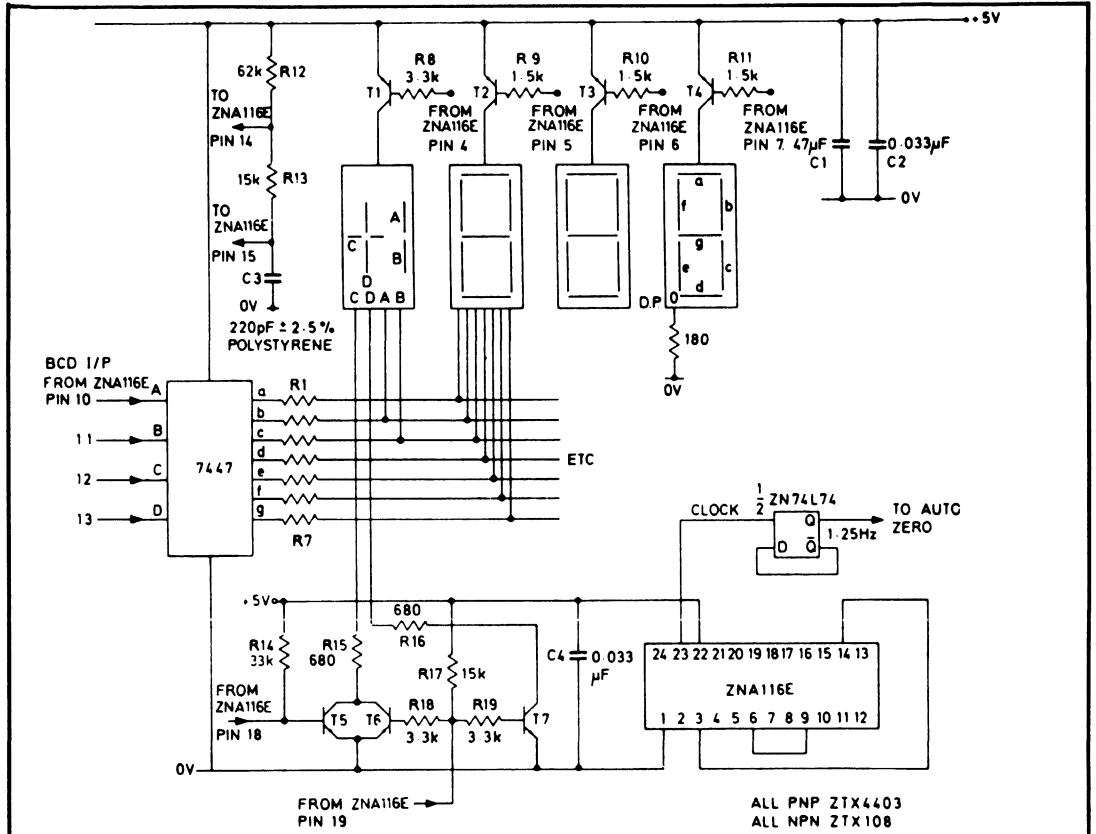 +5V
62k R12
TO
ZNA116E
PIN 14
15k R13
TO
ZNA116E
PIN 15
C3
0V
220pF ± 2.5%
POLYSTYRENE
T1
R8
3.3k
FROM
ZNA116E
PIN 4
T2
R9
1.5k
FROM
ZNA116E
PIN 5
T3
R10
1.5k
FROM
ZNA116E
PIN 6
T4
R11
1.5k
FROM
ZNA116E
PIN 7.
47µF
C1
0.033µF
C2
0V
A
C
B
D
C D A B
a
f b
g
e c
d
D.P O
180
0V
BCD I/P
FROM ZNA116E
PIN 10
11
12
13
A
B
C
D
7447
a
b
c
d
e
f
g
R1
R7
ETC
CLOCK
1/2 ZN74L74
Q
D Q̅
1.25Hz
TO AUTO
ZERO
+5V
R14
33k
R15
680
680
R16
R17 15k
C4 0.033
µF
FROM
ZNA116E
PIN 18
T5 T6
R18
3.3k
R19
3.3k
T7
0V
FROM ZNA116E
PIN 19
24 23 22 21 20 19 18 17 16 15 14 13
ZNA116E
1 2 3 4 5 6 7 8 9 10 11 12
ALL PNP ZTX4403
ALL NPN ZTX108